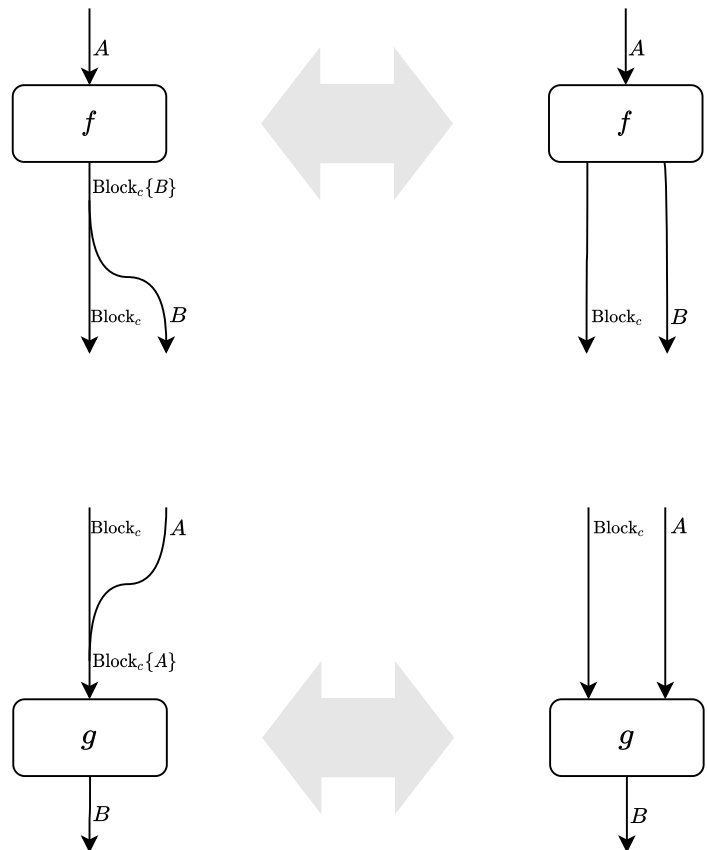 A A
f f
Block_c{B}
Block_c B Block_c B
Block_c A Block_c A
Block_c{A}
g g
B B